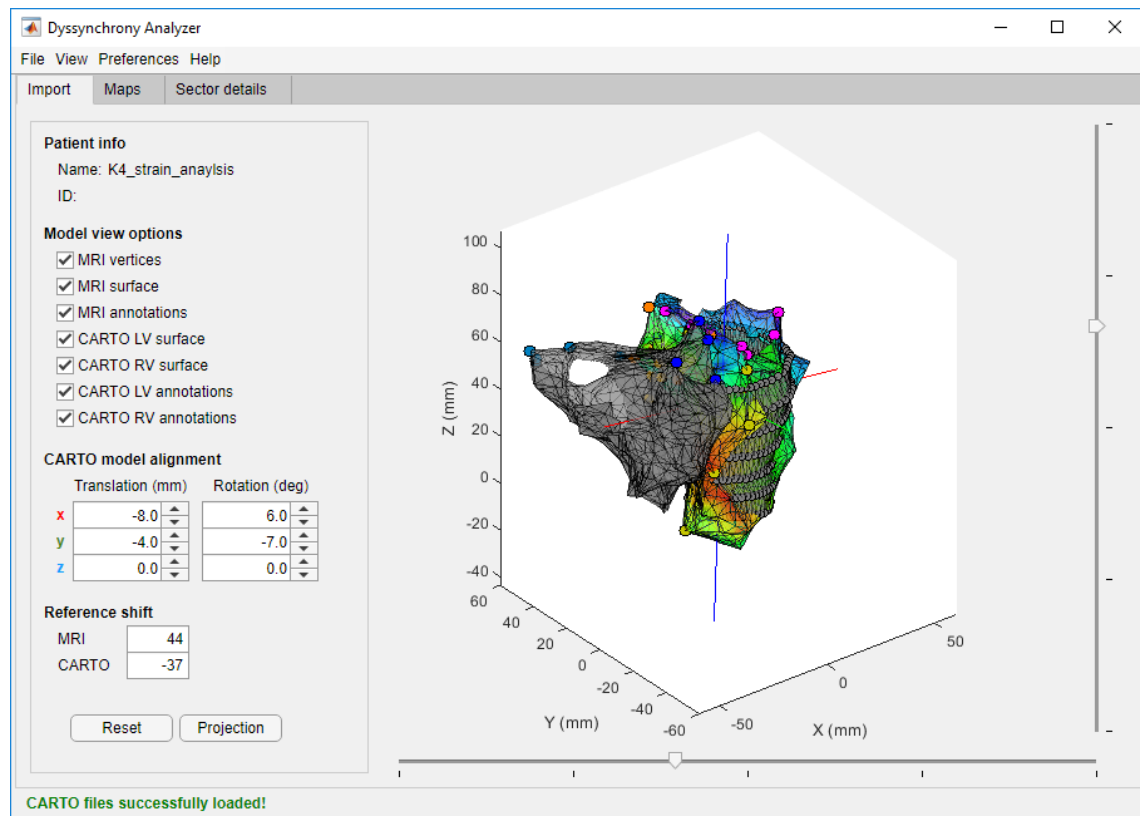 Dyssynchrony Analyzer
File View Preferences Help
Import Maps Sector details
Patient info
Name: K4_strain_anaylsis
ID:
Model view options
MRI vertices
MRI surface
MRI annotations
CARTO LV surface
CARTO RV surface
CARTO LV annotations
CARTO RV annotations
CARTO model alignment
Translation (mm) Rotation (deg)
x -8.0 6.0
y -4.0 -7.0
z 0.0 0.0
Reference shift
MRI 44
CARTO -37
Reset Projection
100
80
60
40
20
0
-20
-40
Z (mm)
60
40
20
0
-20
-40
-60
Y (mm)
-50
0
50
X (mm)
CARTO files successfully loaded!